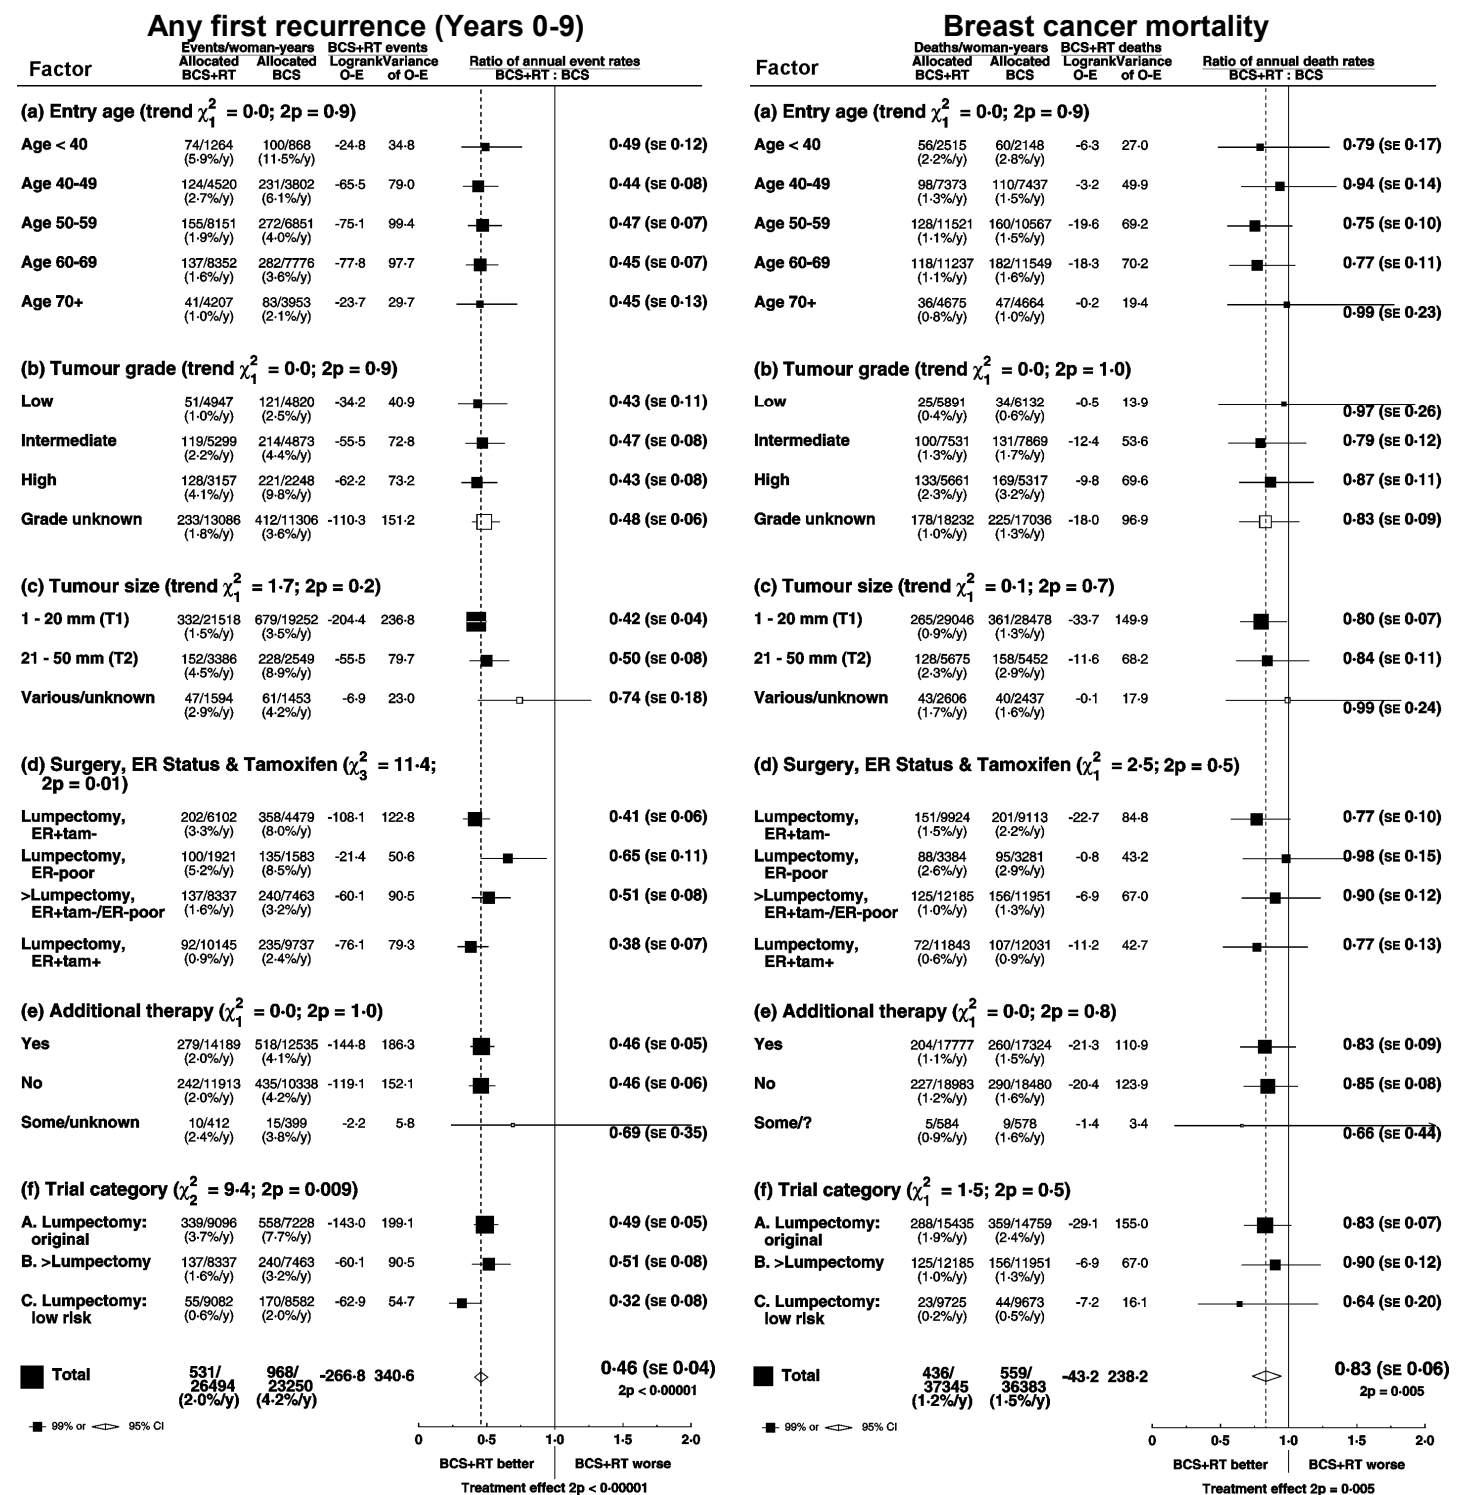 Any first recurrence (Years 0-9)
Factor
Events/woman-years BCS+RT events
Allocated BCS+RT Allocated BCS Logrank O-E Variance of O-E
Ratio of annual event rates
BCS+RT : BCS
(a) Entry age (trend χ²₁ = 0·0; 2p = 0·9)
Age < 40 74/1264 100/868 -24·8 34·8 0·49 (SE 0·12)
(5·9%/y) (11·5%/y)
Age 40-49 124/4520 231/3802 -65·5 79·0 0·44 (SE 0·08)
(2·7%/y) (6·1%/y)
Age 50-59 155/8151 272/6851 -75·1 99·4 0·47 (SE 0·07)
(1·9%/y) (4·0%/y)
Age 60-69 137/8352 282/7776 -77·8 97·7 0·45 (SE 0·07)
(1·6%/y) (3·6%/y)
Age 70+ 41/4207 83/3953 -23·7 29·7 0·45 (SE 0·13)
(1·0%/y) (2·1%/y)
(b) Tumour grade (trend χ²₁ = 0·0; 2p = 0·9)
Low 51/4947 121/4820 -34·2 40·9 0·43 (SE 0·11)
(1·0%/y) (2·5%/y)
Intermediate 119/5299 214/4873 -55·5 72·8 0·47 (SE 0·08)
(2·2%/y) (4·4%/y)
High 128/3157 221/2248 -62·2 73·2 0·43 (SE 0·08)
(4·1%/y) (9·8%/y)
Grade unknown 233/13086 412/11306 -110·3 151·2 0·48 (SE 0·06)
(1·8%/y) (3·6%/y)
(c) Tumour size (trend χ²₁ = 1·7; 2p = 0·2)
1 - 20 mm (T1) 332/21518 679/19252 -204·4 236·8 0·42 (SE 0·04)
(1·5%/y) (3·5%/y)
21 - 50 mm (T2) 152/3386 228/2549 -55·5 79·7 0·50 (SE 0·08)
(4·5%/y) (8·9%/y)
Various/unknown 47/1594 61/1453 -6·9 23·0 0·74 (SE 0·18)
(2·9%/y) (4·2%/y)
(d) Surgery, ER Status & Tamoxifen (χ²₃ = 11·4;
2p = 0·01)
Lumpectomy, 202/6102 358/4479 -108·1 122·8 0·41 (SE 0·06)
ER+tam- (3·3%/y) (8·0%/y)
Lumpectomy, 100/1921 135/1583 -21·4 50·6 0·65 (SE 0·11)
ER-poor (5·2%/y) (8·5%/y)
>Lumpectomy, 137/8337 240/7463 -60·1 90·5 0·51 (SE 0·08)
ER+tam-/ER-poor (1·6%/y) (3·2%/y)
Lumpectomy, 92/10145 235/9737 -76·1 79·3 0·38 (SE 0·07)
ER+tam+ (0·9%/y) (2·4%/y)
(e) Additional therapy (χ²₁ = 0·0; 2p = 1·0)
Yes 279/14189 518/12535 -144·8 186·3 0·46 (SE 0·05)
(2·0%/y) (4·1%/y)
No 242/11913 435/10338 -119·1 152·1 0·46 (SE 0·06)
(2·0%/y) (4·2%/y)
Some/unknown 10/412 15/399 -2·2 5·8 0·69 (SE 0·35)
(2·4%/y) (3·8%/y)
(f) Trial category (χ²₂ = 9·4; 2p = 0·009)
A. Lumpectomy: 339/9096 558/7228 -143·0 199·1 0·49 (SE 0·05)
original (3·7%/y) (7·7%/y)
B. >Lumpectomy 137/8337 240/7463 -60·1 90·5 0·51 (SE 0·08)
(1·6%/y) (3·2%/y)
C. Lumpectomy: 55/9082 170/8582 -62·9 54·7 0·32 (SE 0·08)
low risk (0·6%/y) (2·0%/y)
Total 531/ 968/ -266·8 340·6 0·46 (SE 0·04)
26494 23250 2p < 0·00001
(2·0%/y) (4·2%/y)
99% or 95% CI
0 0·5 1·0 1·5 2·0
BCS+RT better BCS+RT worse
Treatment effect 2p < 0·00001
Breast cancer mortality
Factor
Deaths/woman-years BCS+RT deaths
Allocated BCS+RT Allocated BCS Logrank O-E Variance of O-E
Ratio of annual death rates
BCS+RT : BCS
(a) Entry age (trend χ²₁ = 0·0; 2p = 0·9)
Age < 40 56/2515 60/2148 -6·3 27·0 0·79 (SE 0·17)
(2·2%/y) (2·8%/y)
Age 40-49 98/7373 110/7437 -3·2 49·9 0·94 (SE 0·14)
(1·3%/y) (1·5%/y)
Age 50-59 128/11521 160/10567 -19·6 69·2 0·75 (SE 0·10)
(1·1%/y) (1·5%/y)
Age 60-69 118/11237 182/11549 -18·3 70·2 0·77 (SE 0·11)
(1·1%/y) (1·6%/y)
Age 70+ 36/4675 47/4664 -0·2 19·4 0·99 (SE 0·23)
(0·8%/y) (1·0%/y)
(b) Tumour grade (trend χ²₁ = 0·0; 2p = 1·0)
Low 25/5891 34/6132 -0·5 13·9 0·97 (SE 0·26)
(0·4%/y) (0·6%/y)
Intermediate 100/7531 131/7869 -12·4 53·6 0·79 (SE 0·12)
(1·3%/y) (1·7%/y)
High 133/5661 169/5317 -9·8 69·6 0·87 (SE 0·11)
(2·3%/y) (3·2%/y)
Grade unknown 178/18232 225/17036 -18·0 96·9 0·83 (SE 0·09)
(1·0%/y) (1·3%/y)
(c) Tumour size (trend χ²₁ = 0·1; 2p = 0·7)
1 - 20 mm (T1) 265/29046 361/28478 -33·7 149·9 0·80 (SE 0·07)
(0·9%/y) (1·3%/y)
21 - 50 mm (T2) 128/5675 158/5452 -11·6 68·2 0·84 (SE 0·11)
(2·3%/y) (2·9%/y)
Various/unknown 43/2606 40/2437 -0·1 17·9 0·99 (SE 0·24)
(1·7%/y) (1·6%/y)
(d) Surgery, ER Status & Tamoxifen (χ²₁ = 2·5; 2p = 0·5)
Lumpectomy, 151/9924 201/9113 -22·7 84·8 0·77 (SE 0·10)
ER+tam- (1·5%/y) (2·2%/y)
Lumpectomy, 88/3384 95/3281 -0·8 43·2 0·98 (SE 0·15)
ER-poor (2·6%/y) (2·9%/y)
>Lumpectomy, 125/12185 156/11951 -6·9 67·0 0·90 (SE 0·12)
ER+tam-/ER-poor (1·0%/y) (1·3%/y)
Lumpectomy, 72/11843 107/12031 -11·2 42·7 0·77 (SE 0·13)
ER+tam+ (0·6%/y) (0·9%/y)
(e) Additional therapy (χ²₁ = 0·0; 2p = 0·8)
Yes 204/17777 260/17324 -21·3 110·9 0·83 (SE 0·09)
(1·1%/y) (1·5%/y)
No 227/18983 290/18480 -20·4 123·9 0·85 (SE 0·08)
(1·2%/y) (1·6%/y)
Some/? 5/584 9/578 -1·4 3·4 0·66 (SE 0·44)
(0·9%/y) (1·6%/y)
(f) Trial category (χ²₁ = 1·5; 2p = 0·5)
A. Lumpectomy: 288/15435 359/14759 -29·1 155·0 0·83 (SE 0·07)
original (1·9%/y) (2·4%/y)
B. >Lumpectomy 125/12185 156/11951 -6·9 67·0 0·90 (SE 0·12)
(1·0%/y) (1·3%/y)
C. Lumpectomy: 23/9725 44/9673 -7·2 16·1 0·64 (SE 0·20)
low risk (0·2%/y) (0·5%/y)
Total 436/ 559/ -43·2 238·2 0·83 (SE 0·06)
37345 36383 2p = 0·005
(1·2%/y) (1·5%/y)
99% or 95% CI
0 0·5 1·0 1·5 2·0
BCS+RT better BCS+RT worse
Treatment effect 2p = 0·005